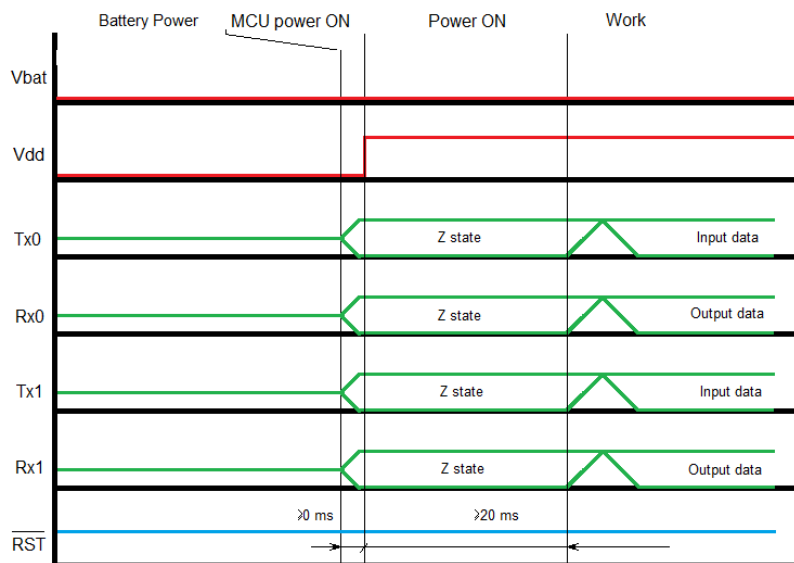 Battery Power MCU power ON Power ON Work
Vbat
Vdd
Tx0 Z state Input data
Rx0 Z state Output data
Tx1 Z state Input data
Rx1 Z state Output data
≥0 ms ≥20 ms
RST